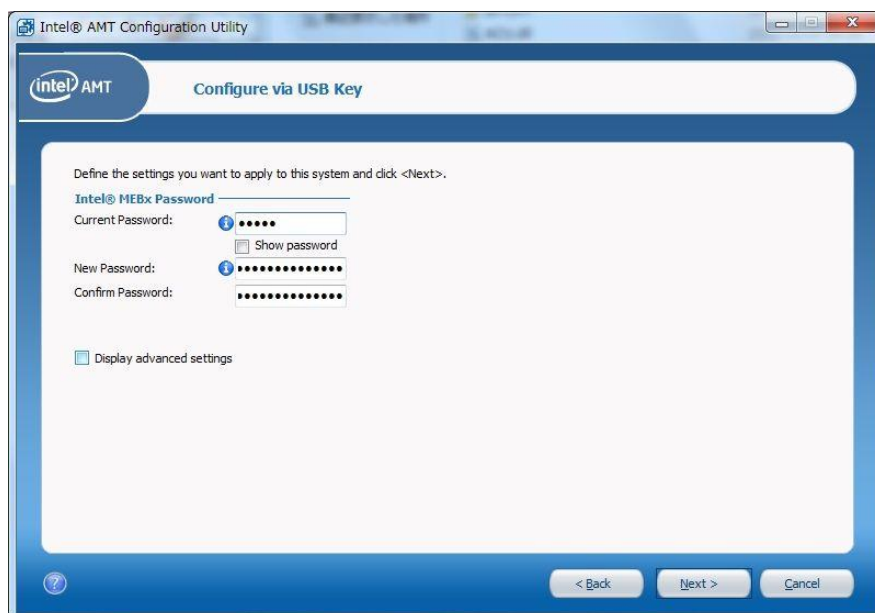 Intel® AMT Configuration Utility
intel AMT
Configure via USB Key
Define the settings you want to apply to this system and click <Next>.
Intel® MEBx Password
Current Password: •••••
Show password
New Password: ••••••••••••••
Confirm Password: ••••••••••••••
Display advanced settings
< Back Next > Cancel